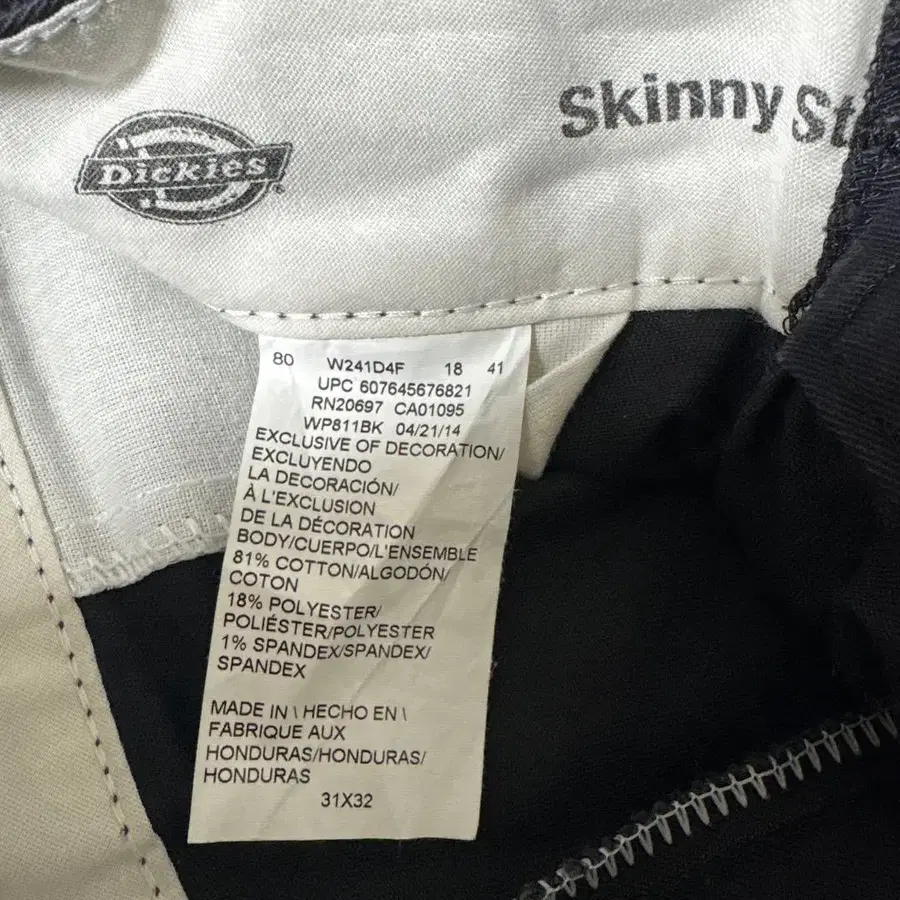 Dickies
Skinny St
80 W241D4F 18 41
UPC 607645676821
RN20697 CA01095
WP811BK 04/21/14
EXCLUSIVE OF DECORATION/
EXCLUYENDO
LA DECORACIÓN/
À L'EXCLUSION
DE LA DÉCORATION
BODY/CUERPO/L'ENSEMBLE
81% COTTON/ALGODÓN/
COTON
18% POLYESTER/
POLIÉSTER/POLYESTER
1% SPANDEX/SPANDEX/
SPANDEX
MADE IN \ HECHO EN \
FABRIQUE AUX
HONDURAS/HONDURAS/
HONDURAS
31X32